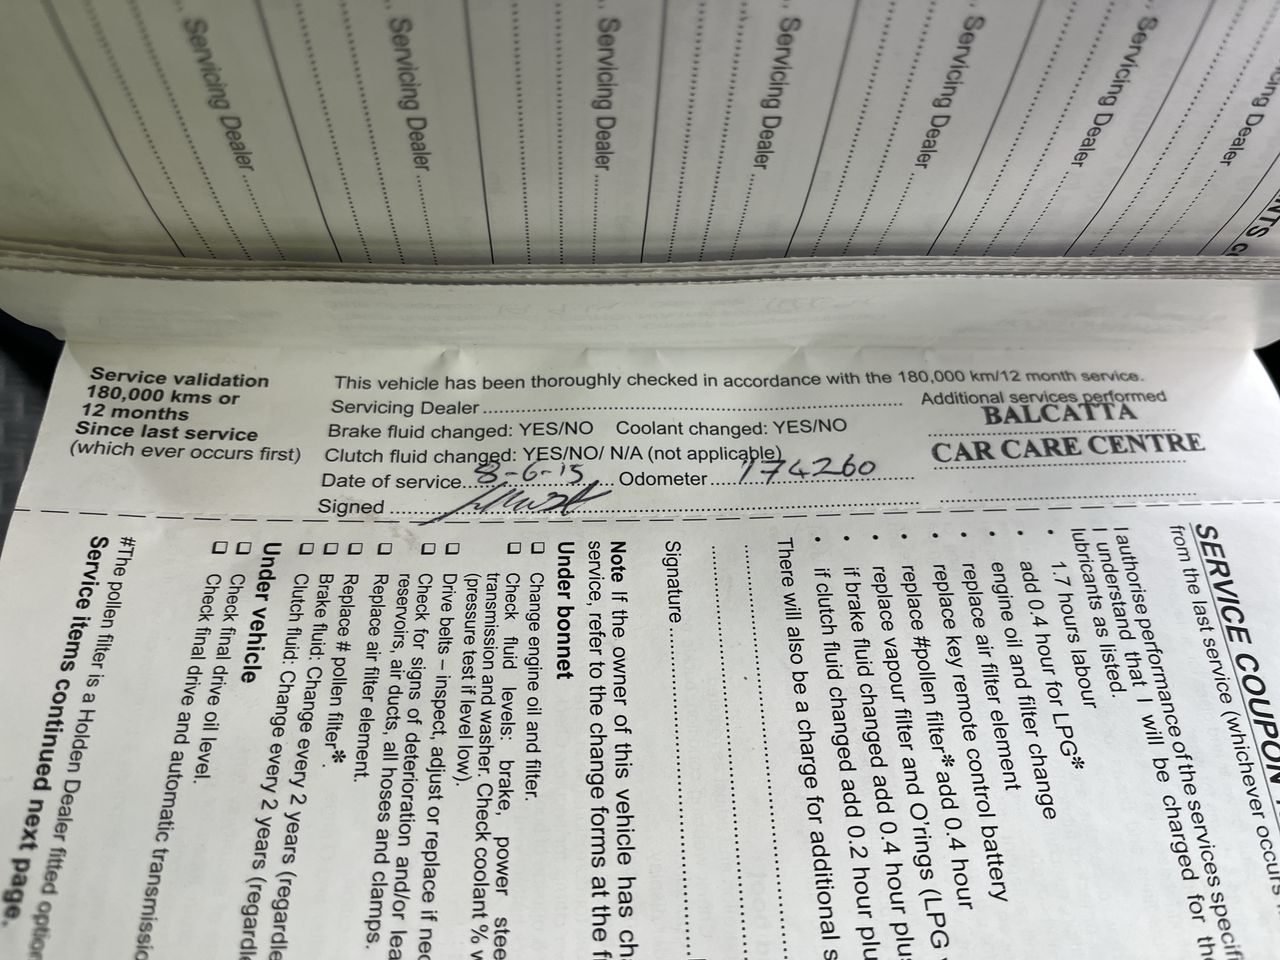 Servicing Dealer
Servicing Dealer
Servicing Dealer
Servicing Dealer
Servicing Dealer
Servicing Dealer
Dealer
Service validation
180,000 kms or
12 months
Since last service
(which ever occurs first)
This vehicle has been thoroughly checked in accordance with the 180,000 km/12 month service.
Servicing Dealer
Brake fluid changed: YES/NO Coolant changed: YES/NO
Clutch fluid changed: YES/NO/ N/A (not applicable)
Date of service 8-6-15 Odometer 174260
Signed
Additional services performed
BALCATTA
CAR CARE CENTRE
SERVICE COUPON
from the last service (whichever occurs
I authorise performance of the services specifi
I understand that I will be charged for the
lubricants as listed.
• 1.7 hours labour
• add 0.4 hour for LPG*
• engine oil and filter change
• replace air filter element
• replace key remote control battery
• replace #pollen filter* add 0.4 hour
• replace vapour filter and O'rings (LPG
• if brake fluid changed add 0.4 hour plu
• if clutch fluid changed add 0.2 hour plu
There will also be a charge for additional s
Signature
Note If the owner of this vehicle has ch
service, refer to the change forms at the f
Under bonnet
❑ Change engine oil and filter.
❑ Check fluid levels: brake, power stee
transmission and washer. Check coolant % w
(pressure test if level low).
❑ Drive belts – inspect, adjust or replace if nec
❑ Check for signs of deterioration and/or lea
reservoirs, air ducts, all hoses and clamps.
❑ Replace air filter element.
❑ Replace # pollen filter*.
❑ Brake fluid: Change every 2 years (regardle
❑ Clutch fluid: Change every 2 years (regardle
Under vehicle
❑ Check final drive oil level.
❑ Check final drive and automatic transmissio
#The pollen filter is a Holden Dealer fitted option
Service items continued next page.